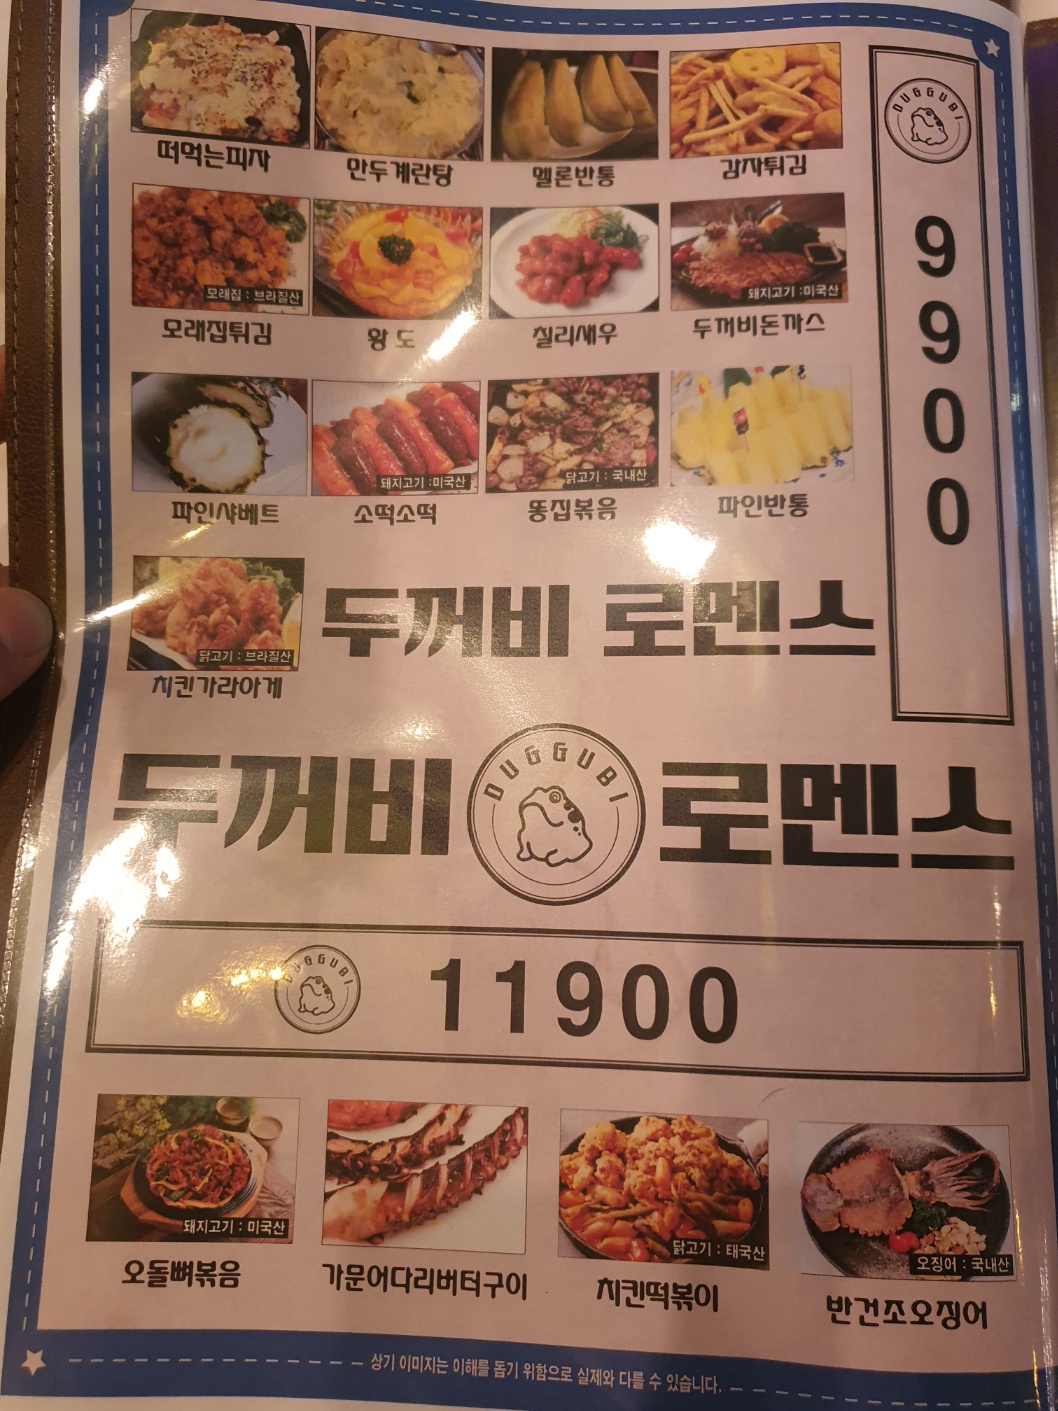 떠먹는피자 만두계란탕 멜론반통 감자튀김
DUGGUBI
9900
모래집 : 브라질산
돼지고기 :미국산
모래집튀김 왕 도 칠리새우 두꺼비돈까스
돼지고기 :미국산
닭고기 : 국내산
파인샤베트 소떡소떡 똥집볶음 파인반통
닭고기 : 브라질산
치킨가라아게
두꺼비 로멘스
두꺼비 DUGGUBI 로멘스
DUGGUBI 11900
돼지고기 : 미국산
닭고기 : 태국산
오징어 : 국내산
오돌뼈볶음 가문어다리버터구이 치킨떡볶이 반건조오징어
상기 이미지는 이해를 돕기 위함으로 실제와 다를 수 있습니다.